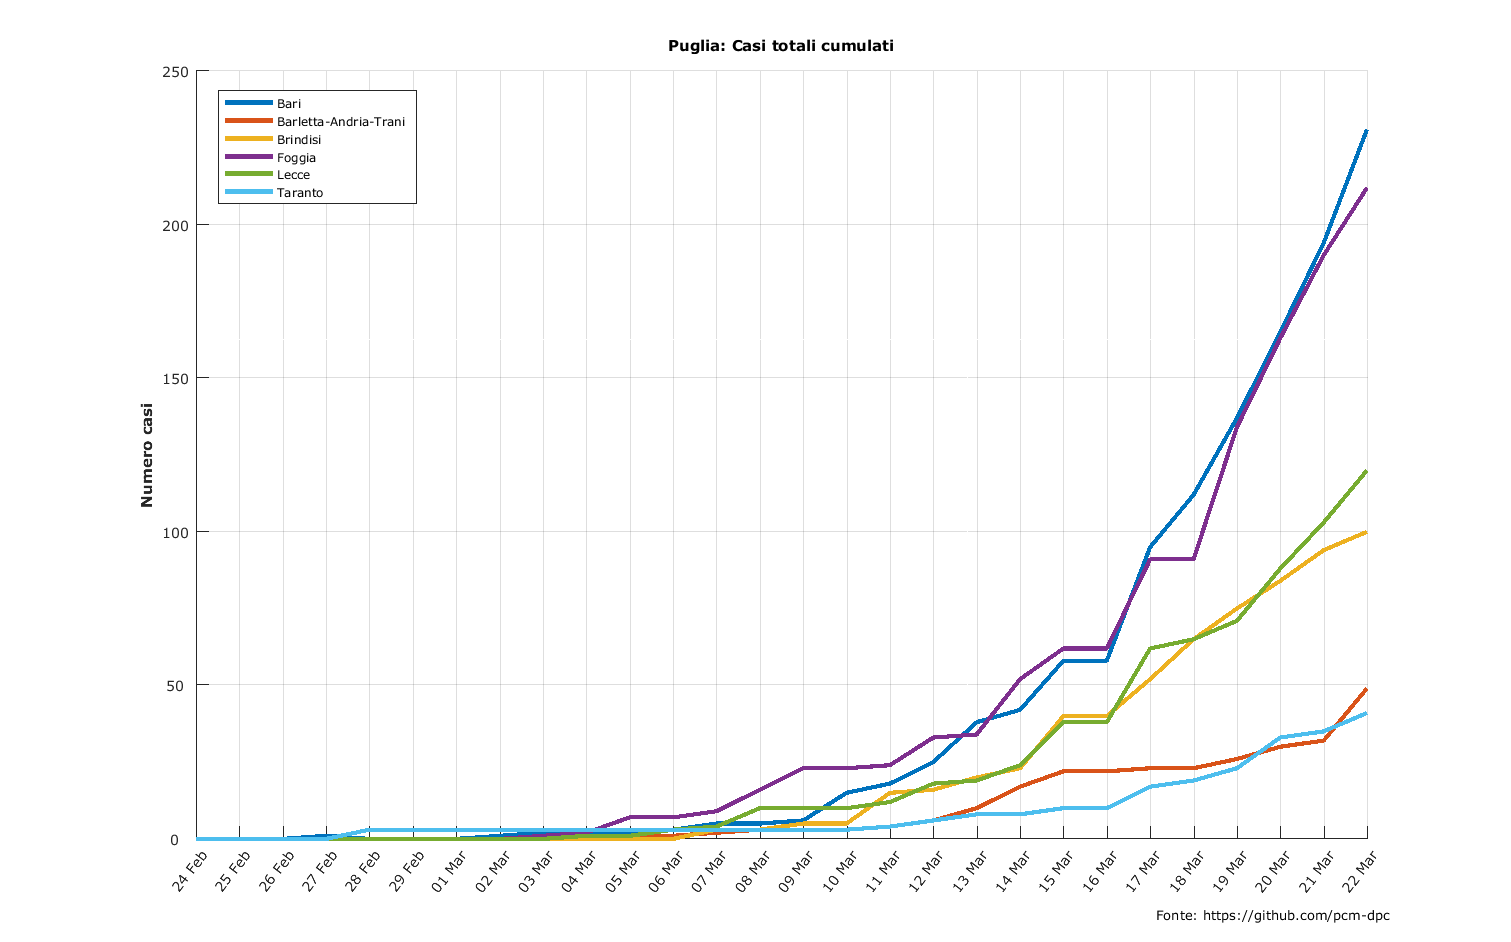 Puglia: Casi totali cumulati
250
200
150
100
50
0
Numero casi
Bari
Barletta-Andria-Trani
Brindisi
Foggia
Lecce
Taranto
24 Feb
25 Feb
26 Feb
27 Feb
28 Feb
29 Feb
01 Mar
02 Mar
03 Mar
04 Mar
05 Mar
06 Mar
07 Mar
08 Mar
09 Mar
10 Mar
11 Mar
12 Mar
13 Mar
14 Mar
15 Mar
16 Mar
17 Mar
18 Mar
19 Mar
20 Mar
21 Mar
22 Mar
Fonte: https://github.com/pcm-dpc